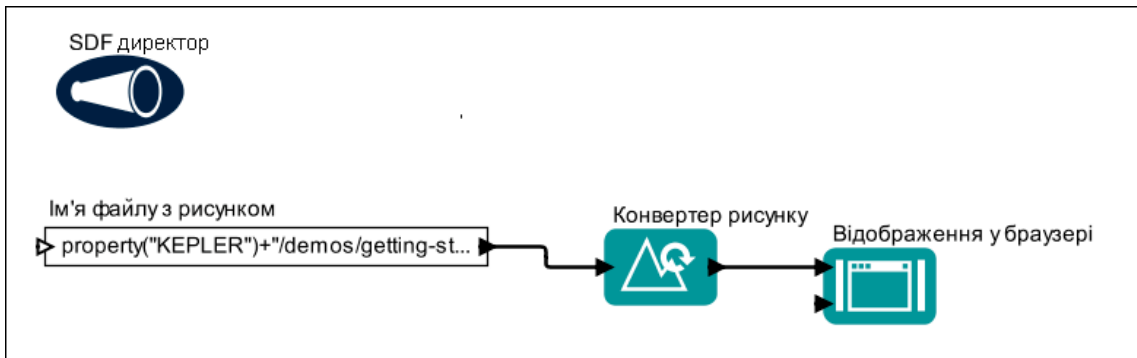 SDF директор
Ім'я файлу з рисунком
property("KEPLER")+"/demos/getting-st...
Конвертер рисунку
Відображення у браузері